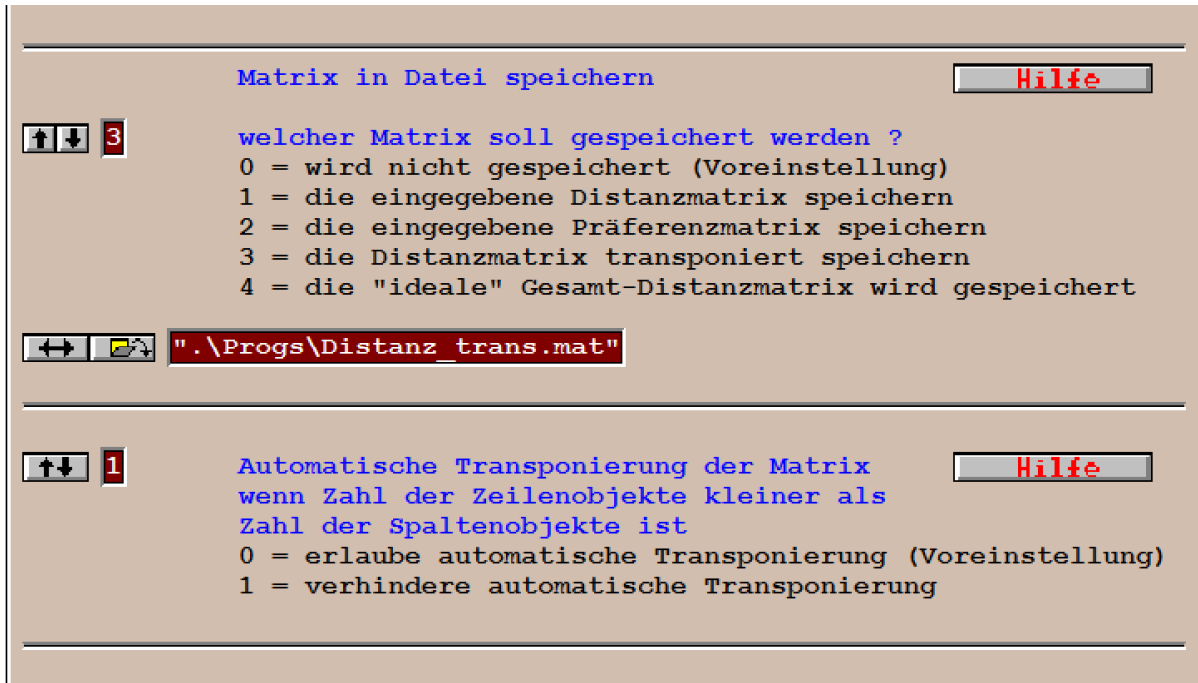 Matrix in Datei speichern Hilfe
3 welcher Matrix soll gespeichert werden ?
0 = wird nicht gespeichert (Voreinstellung)
1 = die eingegebene Distanzmatrix speichern
2 = die eingegebene Präferenzmatrix speichern
3 = die Distanzmatrix transponiert speichern
4 = die "ideale" Gesamt-Distanzmatrix wird gespeichert
".\Progs\Distanz_trans.mat"
1 Automatische Transponierung der Matrix Hilfe
wenn Zahl der Zeilenobjekte kleiner als
Zahl der Spaltenobjekte ist
0 = erlaube automatische Transponierung (Voreinstellung)
1 = verhindere automatische Transponierung